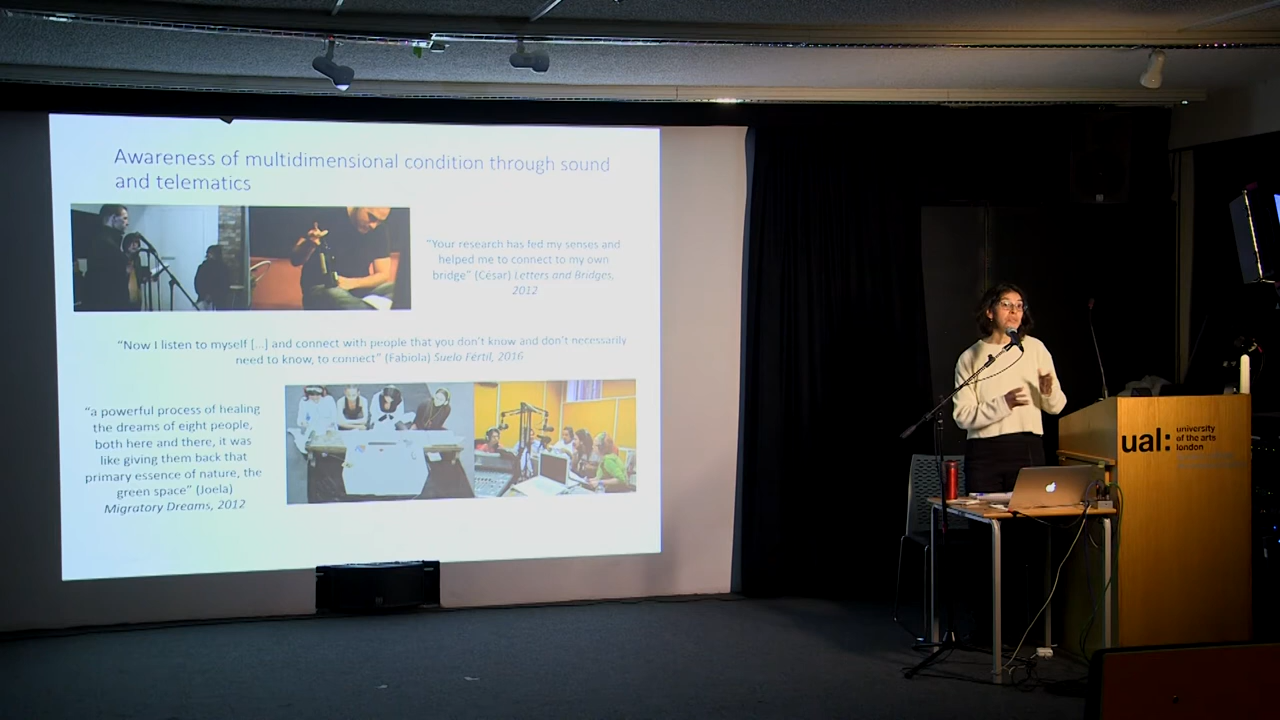 Awareness of multidimensional condition through sound
and telematics
“Your research has fed my senses and
helped me to connect to my own
bridge” (César) Letters and Bridges,
2012
“Now I listen to myself […] and connect with people that you don’t know and don’t necessarily
need to know, to connect” (Fabiola) Suelo Fértil, 2016
“a powerful process of healing
the dreams of eight people,
both here and there, it was
like giving them back that
primary essence of nature, the
green space” (Joela)
Migratory Dreams, 2012
ual:
university
of the arts
london